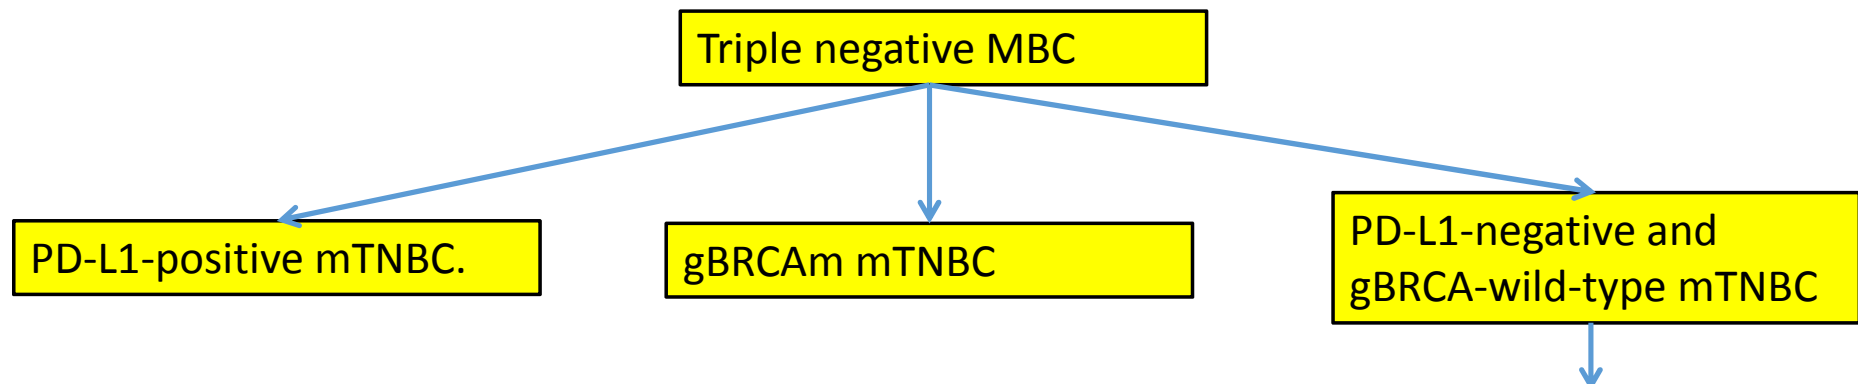 Triple negative MBC
PD-L1-positive mTNBC.
gBRCAm mTNBC
PD-L1-negative and
gBRCA-wild-type mTNBC